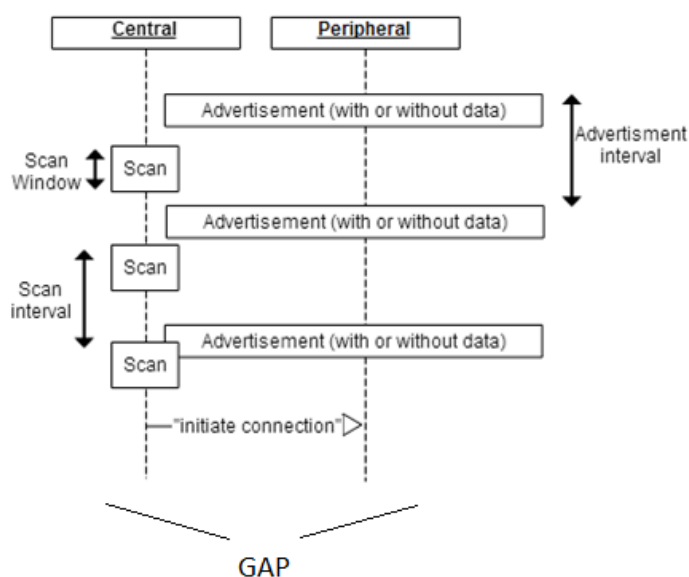 Central
Peripheral
Advertisement (with or without data)
Advertisment
interval
Scan
Window
Scan
Advertisement (with or without data)
Scan
Scan
interval
Advertisement (with or without data)
Scan
"initiate connection"
GAP